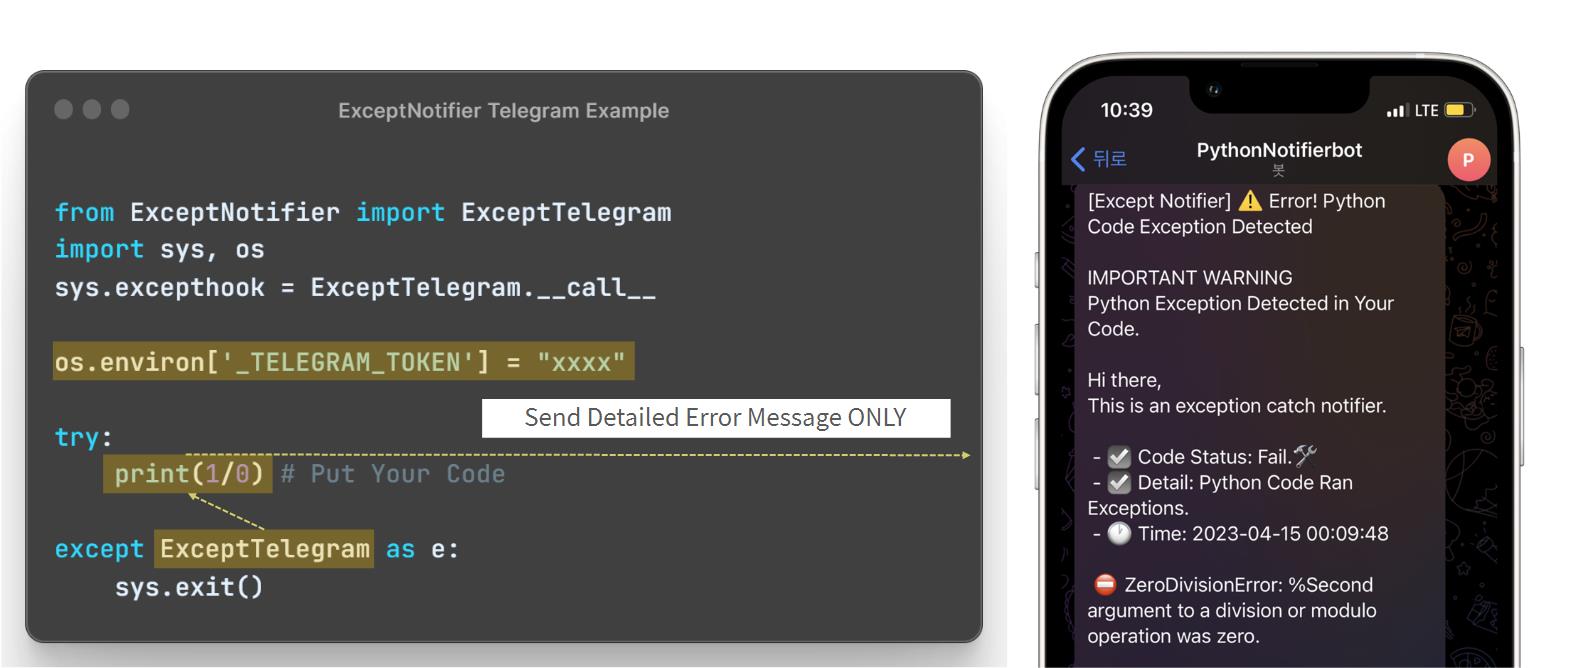 ExceptNotifier Telegram Example
from ExceptNotifier import ExceptTelegram
import sys, os
sys.excepthook = ExceptTelegram.__call__
os.environ['_TELEGRAM_TOKEN'] = "xxxx"
Send Detailed Error Message ONLY
try:
print(1/0) # Put Your Code
except ExceptTelegram as e:
sys.exit()
10:39
LTE
뒤로
PythonNotifierbot
봇
P
[Except Notifier] ⚠️ Error! Python
Code Exception Detected
IMPORTANT WARNING
Python Exception Detected in Your
Code.
Hi there,
This is an exception catch notifier.
- ☑️ Code Status: Fail.🛠
- ☑️ Detail: Python Code Ran
Exceptions.
- 🕐 Time: 2023-04-15 00:09:48
⛔ ZeroDivisionError: %Second
argument to a division or modulo
operation was zero.